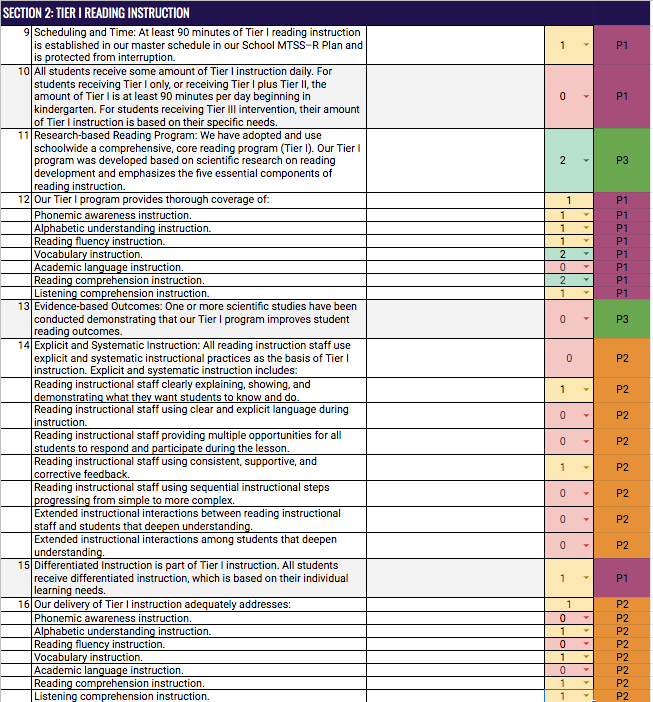 SECTION 2: TIER I READING INSTRUCTION
9 Scheduling and Time: At least 90 minutes of Tier I reading instruction
is established in our master schedule in our School MTSS–R Plan and
is protected from interruption.
1 P1
10 All students receive some amount of Tier I instruction daily. For
students receiving Tier I only, or receiving Tier I plus Tier II, the
amount of Tier I is at least 90 minutes per day beginning in
kindergarten. For students receiving Tier III intervention, their amount
of Tier I instruction is based on their specific needs.
0 P1
11 Research-based Reading Program: We have adopted and use
schoolwide a comprehensive, core reading program (Tier I). Our Tier I
program was developed based on scientific research on reading
development and emphasizes the five essential components of
reading instruction.
2 P3
12 Our Tier I program provides thorough coverage of: 1 P1
Phonemic awareness instruction. 1 P1
Alphabetic understanding instruction. 1 P1
Reading fluency instruction. 1 P1
Vocabulary instruction. 2 P1
Academic language instruction. 0 P1
Reading comprehension instruction. 2 P1
Listening comprehension instruction. 1 P1
13 Evidence-based Outcomes: One or more scientific studies have been
conducted demonstrating that our Tier I program improves student
reading outcomes.
0 P3
14 Explicit and Systematic Instruction: All reading instruction staff use
explicit and systematic instructional practices as the basis of Tier I
instruction. Explicit and systematic instruction includes:
0 P2
Reading instructional staff clearly explaining, showing, and
demonstrating what they want students to know and do.
1 P2
Reading instructional staff using clear and explicit language during
instruction.
0 P2
Reading instructional staff providing multiple opportunities for all
students to respond and participate during the lesson.
0 P2
Reading instructional staff using consistent, supportive, and
corrective feedback.
1 P2
Reading instructional staff using sequential instructional steps
progressing from simple to more complex.
0 P2
Extended instructional interactions between reading instructional
staff and students that deepen understanding.
0 P2
Extended instructional interactions among students that deepen
understanding.
0 P2
15 Differentiated Instruction is part of Tier I instruction. All students
receive differentiated instruction, which is based on their individual
learning needs.
1 P1
16 Our delivery of Tier I instruction adequately addresses: 1 P2
Phonemic awareness instruction. 0 P2
Alphabetic understanding instruction. 1 P2
Reading fluency instruction. 0 P2
Vocabulary instruction. 1 P2
Academic language instruction. 0 P2
Reading comprehension instruction. 1 P2
Listening comprehension instruction. 1 P2